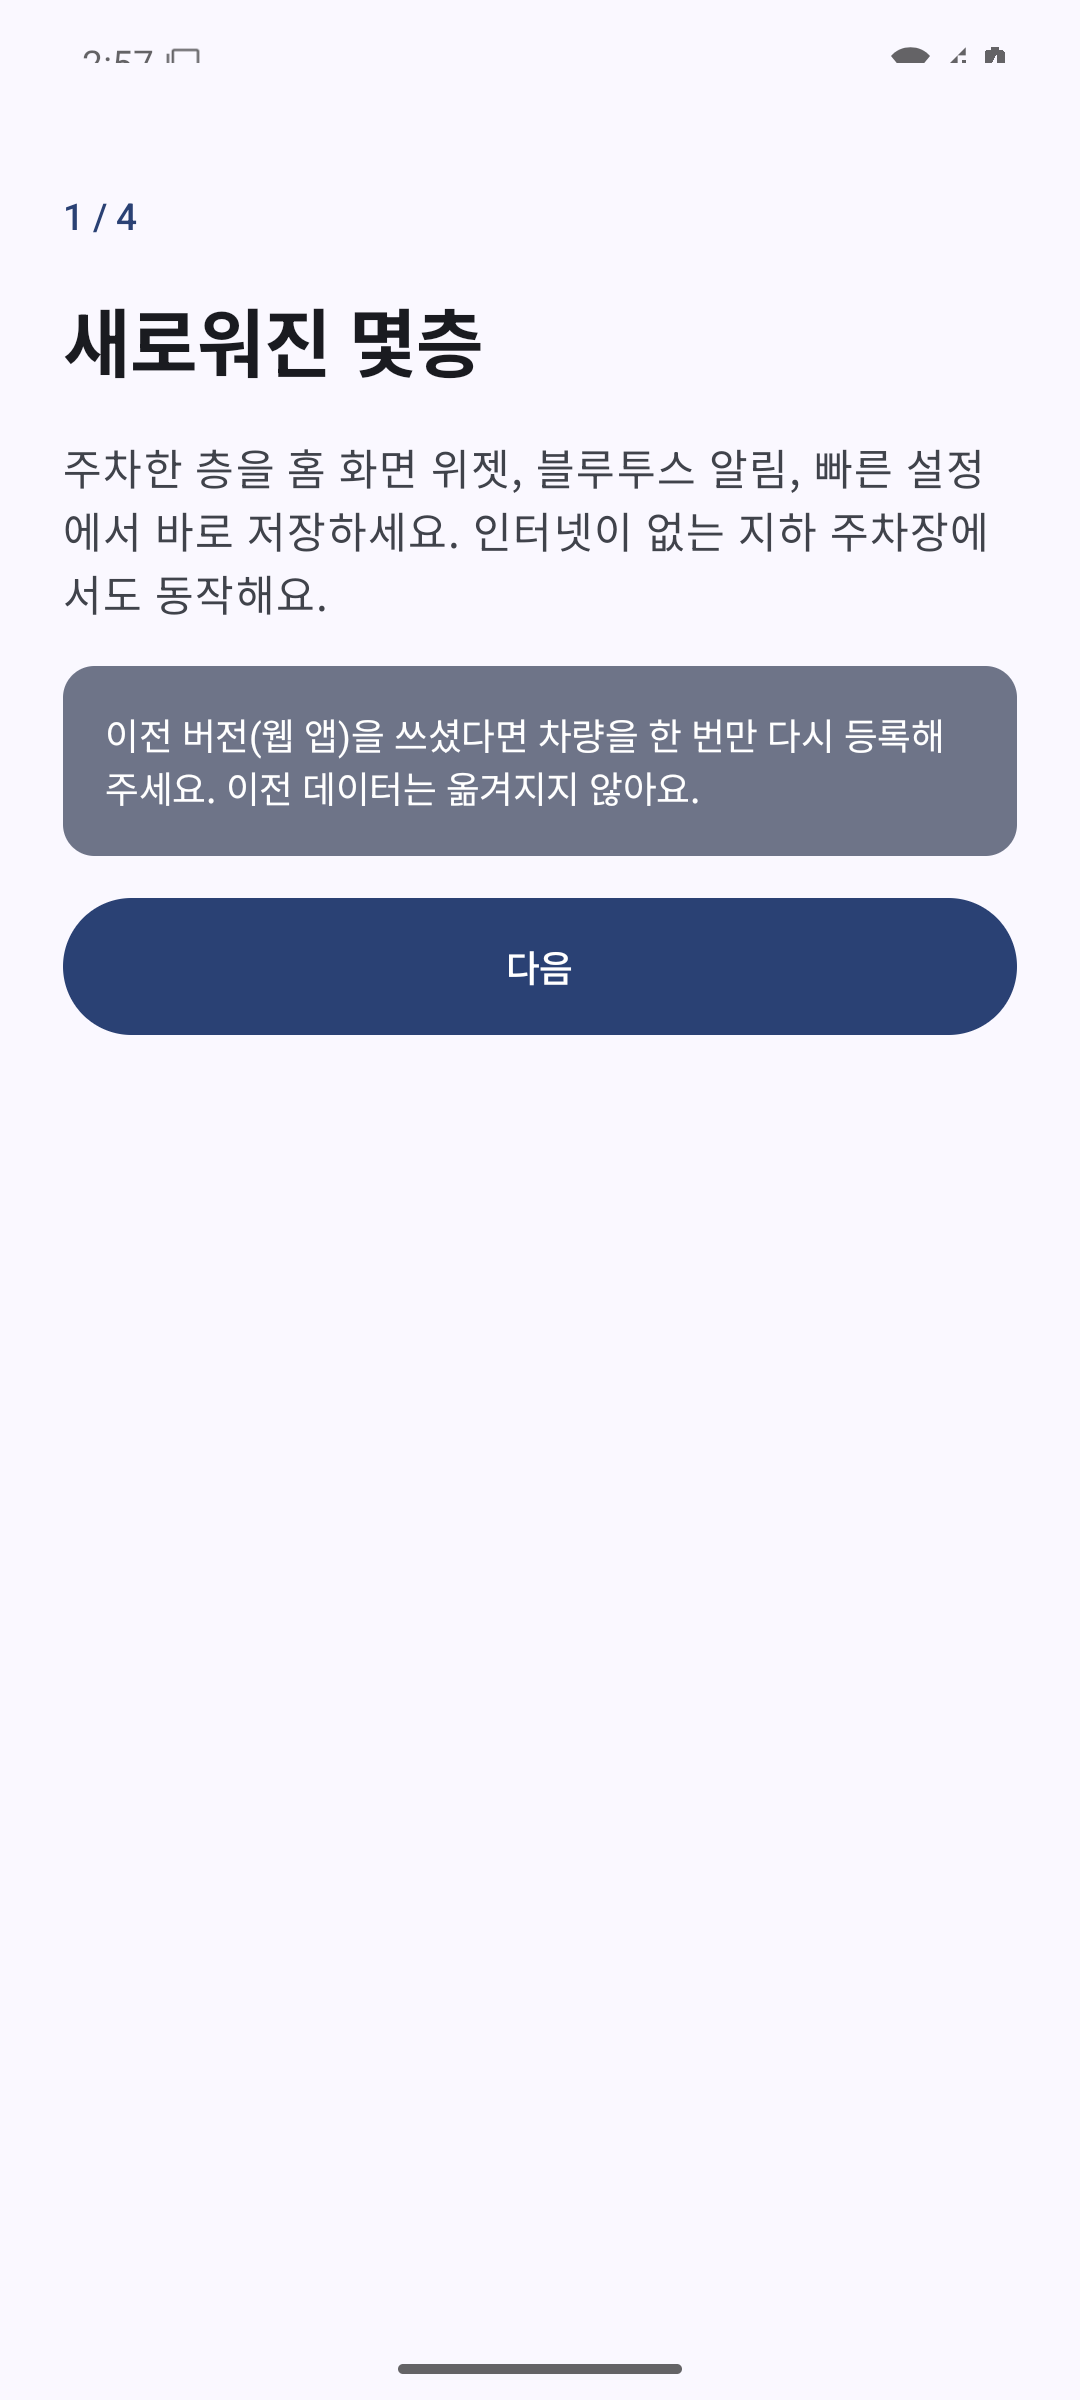 2:57
1 / 4
새로워진 몇층
주차한 층을 홈 화면 위젯, 블루투스 알림, 빠른 설정
에서 바로 저장하세요. 인터넷이 없는 지하 주차장에
서도 동작해요.
이전 버전(웹 앱)을 쓰셨다면 차량을 한 번만 다시 등록해
주세요. 이전 데이터는 옮겨지지 않아요.
다음